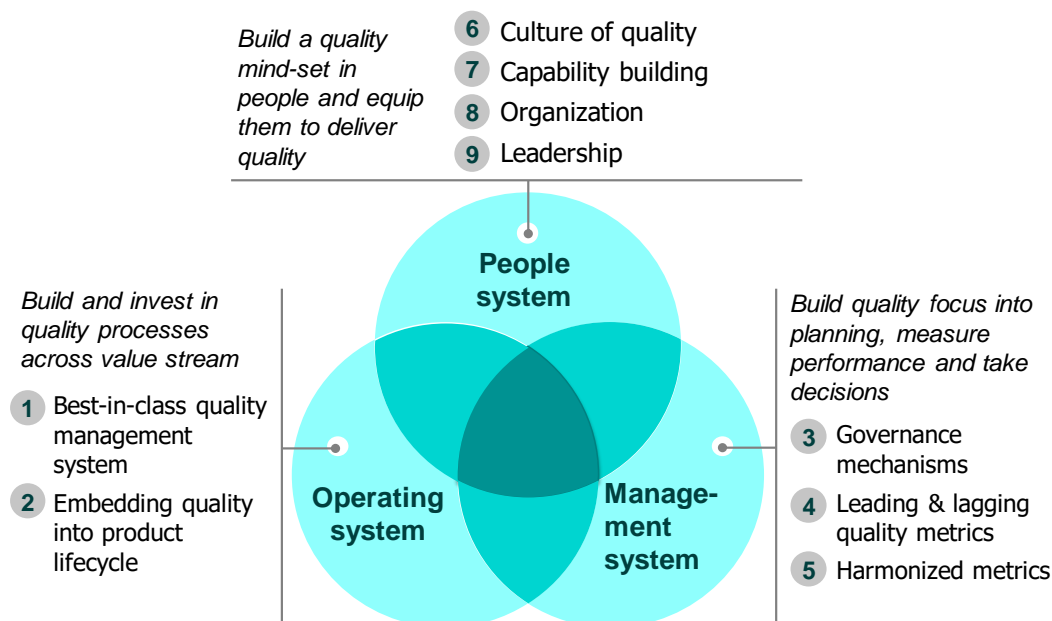 Build a quality
mind-set in
people and equip
them to deliver
quality
6 Culture of quality
7 Capability building
8 Organization
9 Leadership
People
system
Build and invest in
quality processes
across value stream
1 Best-in-class quality
management
system
2 Embedding quality
into product
lifecycle
Operating
system
Manage-
ment
system
Build quality focus into
planning, measure
performance and take
decisions
3 Governance
mechanisms
4 Leading & lagging
quality metrics
5 Harmonized metrics